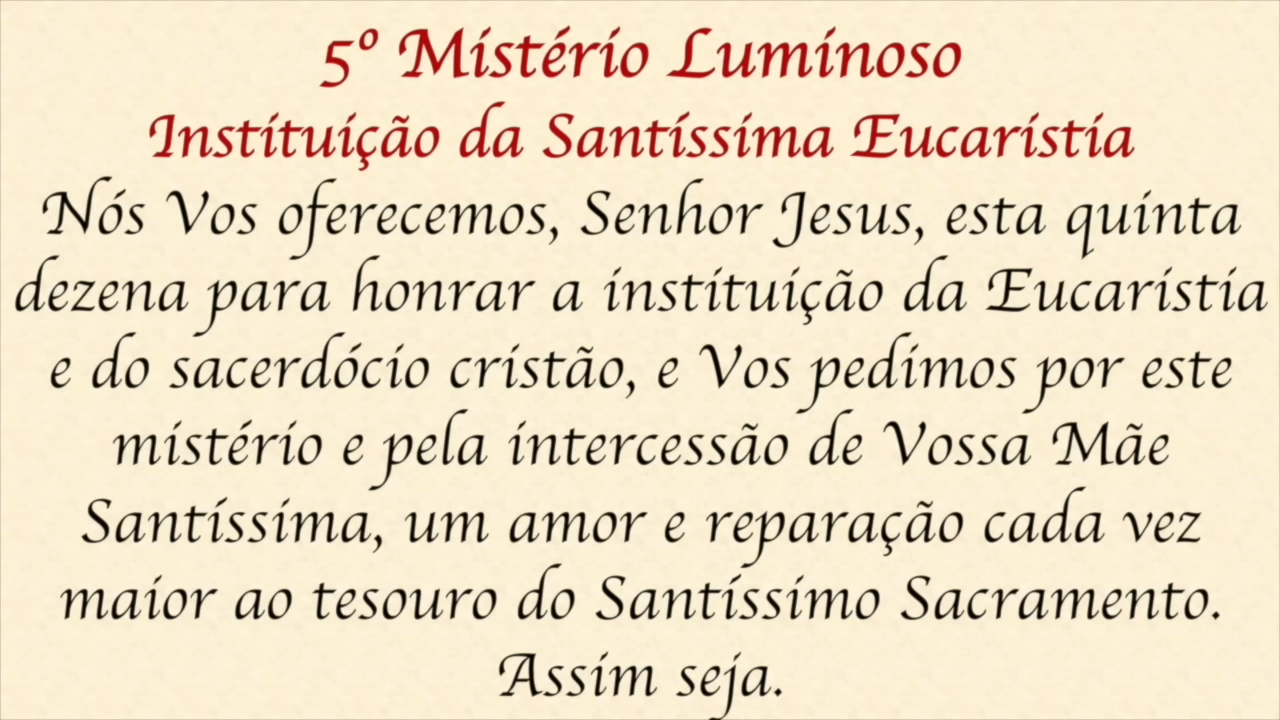 5º Mistério Luminoso
Instituição da Santíssima Eucaristia
Nós Vos oferecemos, Senhor Jesus, esta quinta
dezena para honrar a instituição da Eucaristia
e do sacerdócio cristão, e Vos pedimos por este
mistério e pela intercessão de Vossa Mãe
Santíssima, um amor e reparação cada vez
maior ao tesouro do Santíssimo Sacramento.
Assim seja.